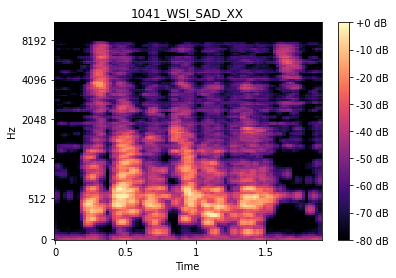 1041_WSI_SAD_XX
Hz
8192
4096
2048
1024
512
0
0
0.5
1
1.5
Time
+0 dB
-10 dB
-20 dB
-30 dB
-40 dB
-50 dB
-60 dB
-70 dB
-80 dB